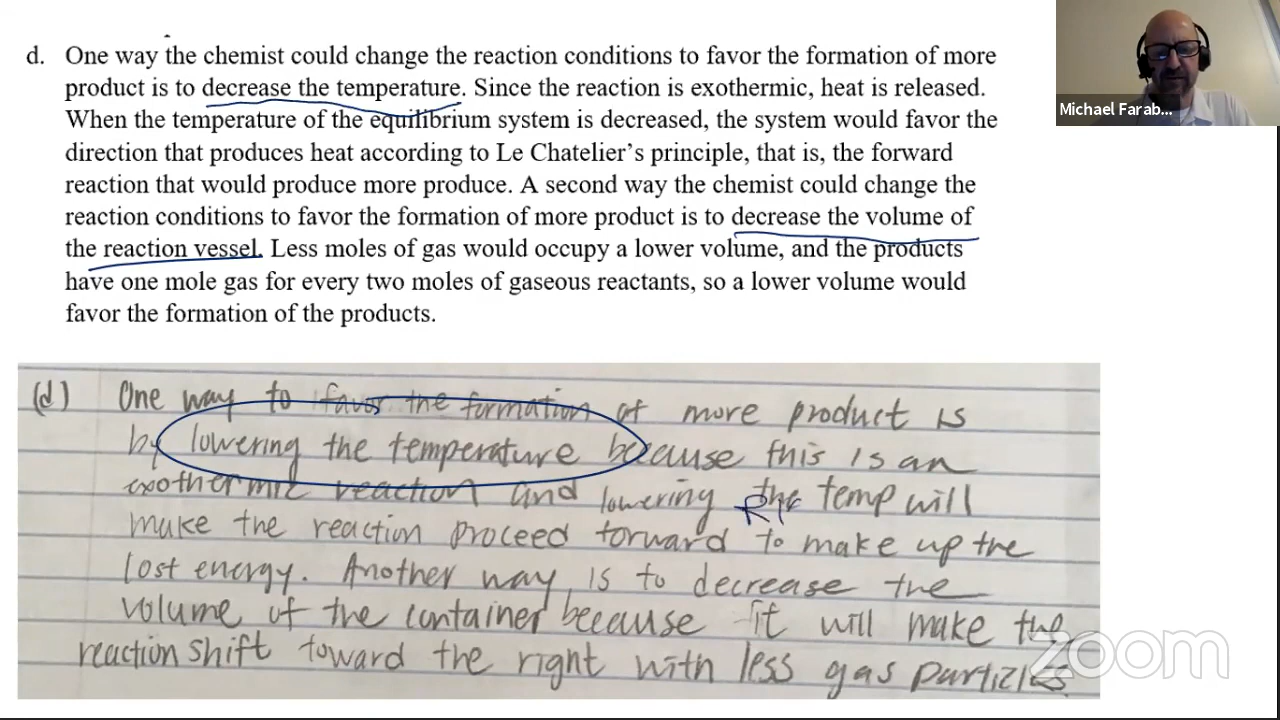 d. One way the chemist could change the reaction conditions to favor the formation of more
product is to decrease the temperature. Since the reaction is exothermic, heat is released.
When the temperature of the equilibrium system is decreased, the system would favor the
direction that produces heat according to Le Chatelier's principle, that is, the forward
reaction that would produce more produce. A second way the chemist could change the
reaction conditions to favor the formation of more product is to decrease the volume of
the reaction vessel. Less moles of gas would occupy a lower volume, and the products
have one mole gas for every two moles of gaseous reactants, so a lower volume would
favor the formation of the products.
Michael Farab...
(d) One way to favor the formation of more product is
by lowering the temperature because this is an
exothermic reaction and lowering the temp will
make the reaction proceed forward to make up the
lost energy. Another way is to decrease the
volume of the container because it will make the
reaction shift toward the right with less gas particles
zoom